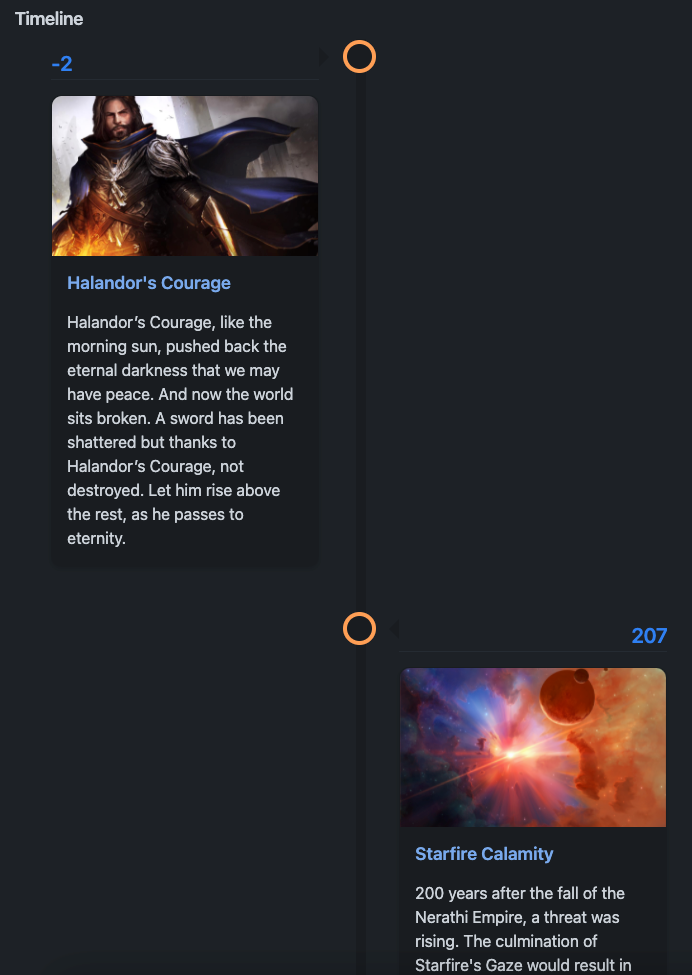 Timeline
-2
Halandor's Courage
Halandor’s Courage, like the
morning sun, pushed back the
eternal darkness that we may
have peace. And now the world
sits broken. A sword has been
shattered but thanks to
Halandor’s Courage, not
destroyed. Let him rise above
the rest, as he passes to
eternity.
207
Starfire Calamity
200 years after the fall of the
Nerathi Empire, a threat was
rising. The culmination of
Starfire's Gaze would result in